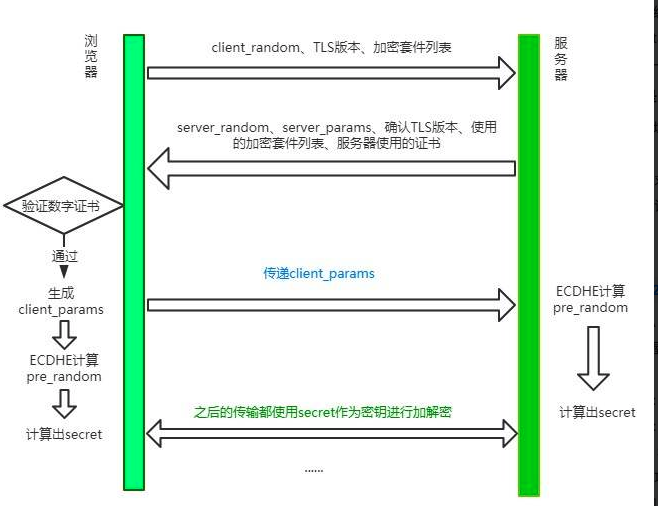 浏览器
服务器
client_random、TLS版本、加密套件列表
server_random、server_params、确认TLS版本、使用
的加密套件列表、服务器使用的证书
验证数字证书
通过
生成
client_params
传递client_params
ECDHE计算
pre_random
ECDHE计算
pre_random
计算出secret
之后的传输都使用secret作为密钥进行加解密
计算出secret
......